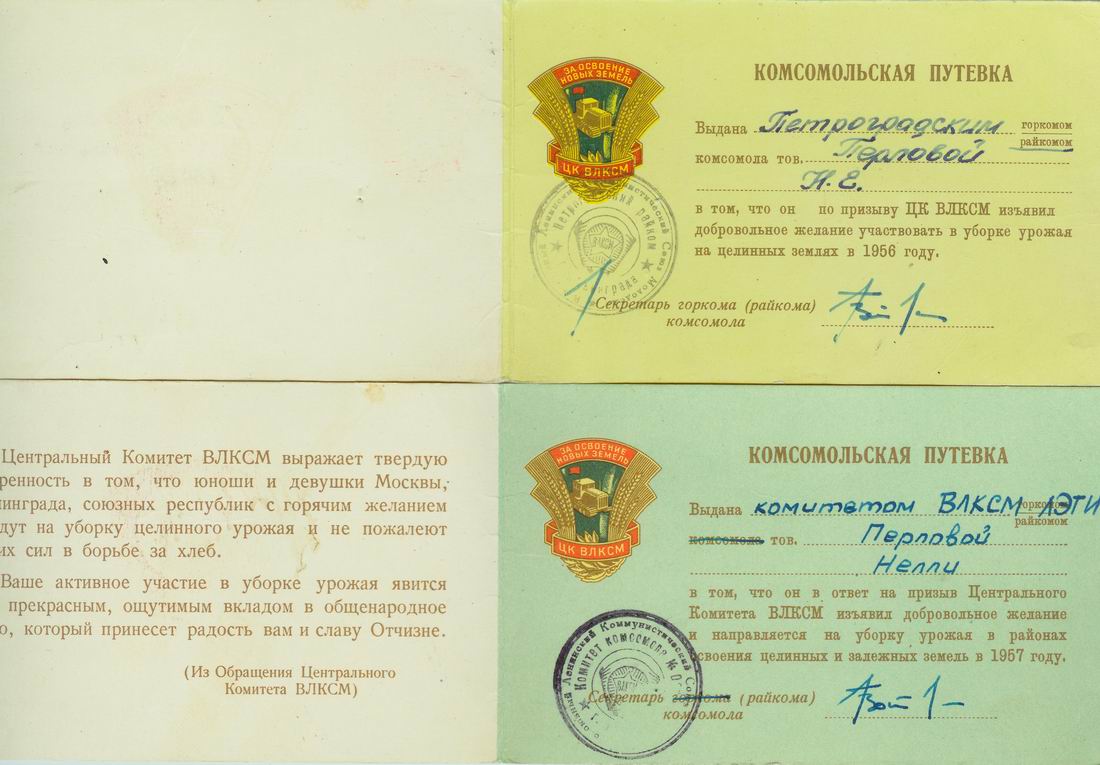 ЗА ОСВОЕНИЕ
НОВЫХ ЗЕМЕЛЬ
ЦК ВЛКСМ
КОМСОМОЛЬСКАЯ ПУТЕВКА
Выдана Петроградским горкомом
райкомом
комсомола тов. Перловой
Н. Е.
в том, что он по призыву ЦК ВЛКСМ изъявил
добровольное желание участвовать в уборке урожая
на целинных землях в 1956 году.
Секретарь горкома (райкома)
комсомола
Центральный Комитет ВЛКСМ выражает твердую
ренность в том, что юноши и девушки Москвы,
инграда, союзных республик с горячим желанием
дут на уборку целинного урожая и не пожалеют
их сил в борьбе за хлеб.
Ваше активное участие в уборке урожая явится
прекрасным, ощутимым вкладом в общенародное
о, который принесет радость вам и славу Отчизне.
(Из Обращения Центрального
Комитета ВЛКСМ)
ЗА ОСВОЕНИЕ
НОВЫХ ЗЕМЕЛЬ
ЦК ВЛКСМ
КОМСОМОЛЬСКАЯ ПУТЕВКА
Выдана комитетом ВЛКСМ ЛЭТИ горкомом
райкомом
комсомола тов. Перловой
Нелли
в том, что он в ответ на призыв Центрального
Комитета ВЛКСМ изъявил добровольное желание
и направляется на уборку урожая в районах
освоения целинных и залежных земель в 1957 году.
Секретарь горкома (райкома)
комсомола